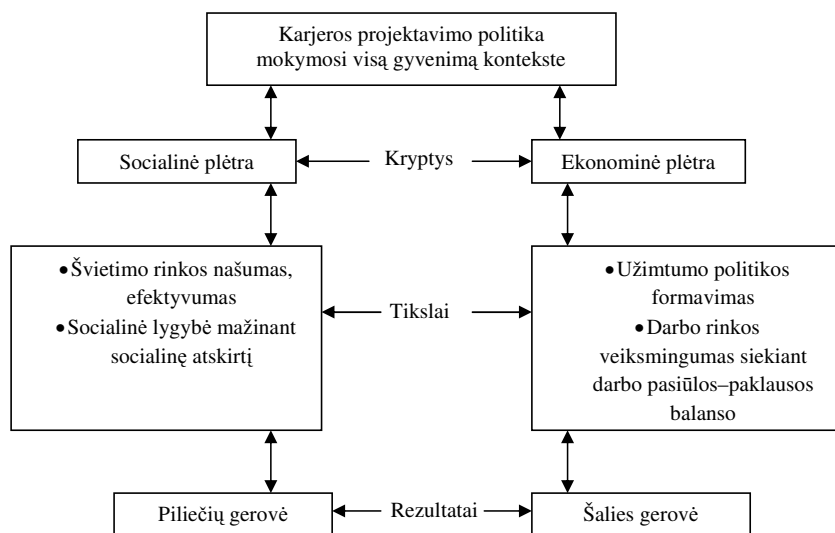 Karjeros projektavimo politika
mokymosi visą gyvenimą kontekste
Socialinė plėtra
Kryptys
Ekonominė plėtra
•Švietimo rinkos našumas,
efektyvumas
•Socialinė lygybė mažinant
socialinę atskirtį
Tikslai
•Užimtumo politikos
formavimas
•Darbo rinkos
veiksmingumas siekiant
darbo pasiūlos–paklausos
balanso
Piliečių gerovė
Rezultatai
Šalies gerovė